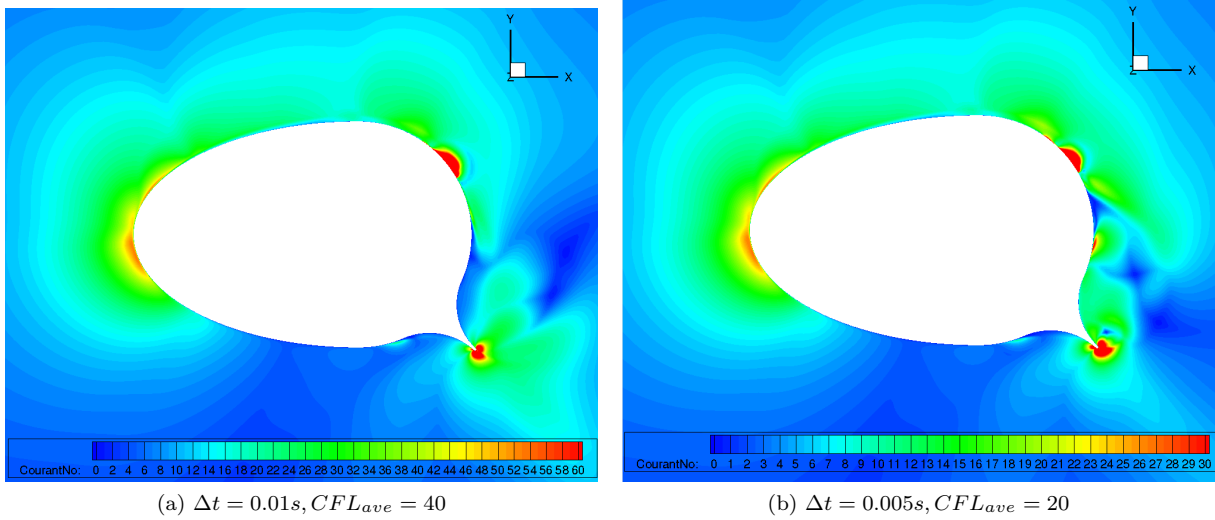 Y
X
Z
CourantNo: 0 2 4 6 8 10 12 14 16 18 20 22 24 26 28 30 32 34 36 38 40 42 44 46 48 50 52 54 56 58 60
(a) Δt = 0.01s, CFL_ave = 40
Y
X
Z
CourantNo: 0 1 2 3 4 5 6 7 8 9 10 11 12 13 14 15 16 17 18 19 20 21 22 23 24 25 26 27 28 29 30
(b) Δt = 0.005s, CFL_ave = 20